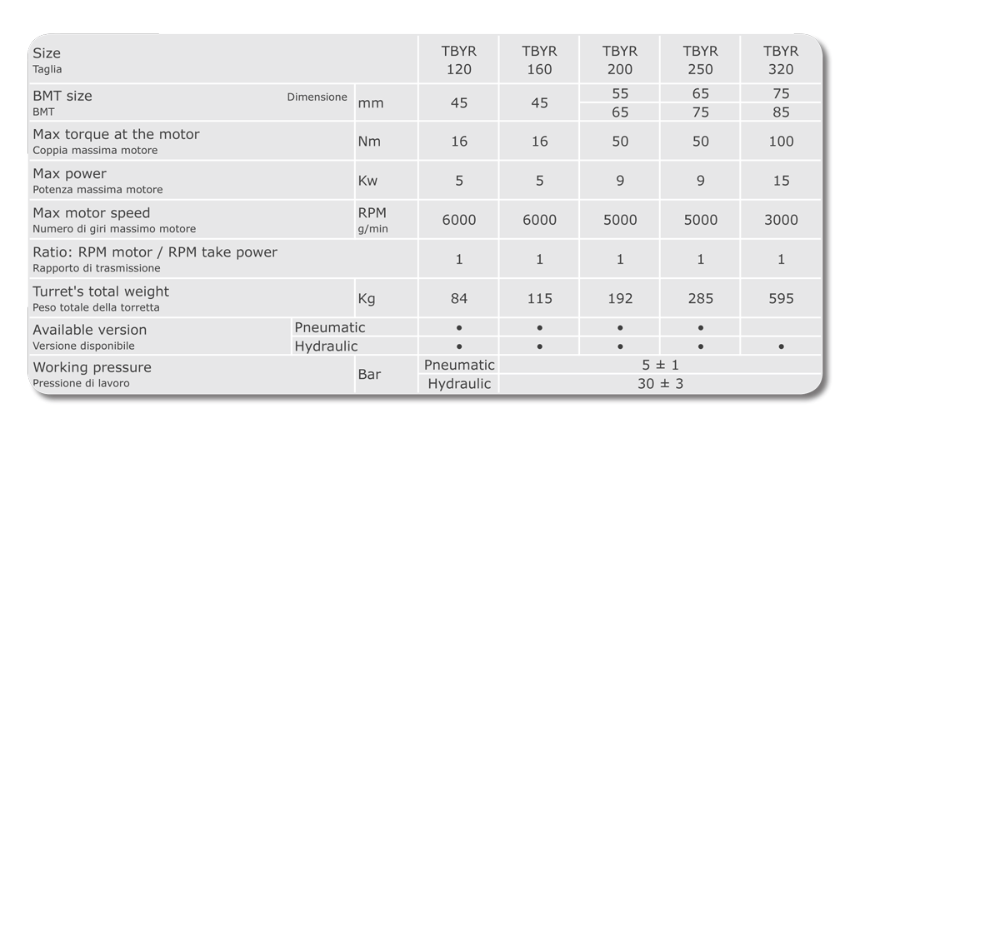 Size TBYR TBYR TBYR TBYR TBYR
Taglia 120 160 200 250 320
BMT size Dimensione mm 45 45 55 65 75
BMT 65 75 85
Max torque at the motor Nm 16 16 50 50 100
Coppia massima motore
Max power Kw 5 5 9 9 15
Potenza massima motore
Max motor speed RPM 6000 6000 5000 5000 3000
Numero di giri massimo motore g/min
Ratio: RPM motor / RPM take power 1 1 1 1 1
Rapporto di trasmissione
Turret's total weight Kg 84 115 192 285 595
Peso totale della torretta
Available version Pneumatic • • • •
Versione disponibile Hydraulic • • • • •
Working pressure Bar Pneumatic 5 ± 1
Pressione di lavoro Hydraulic 30 ± 3